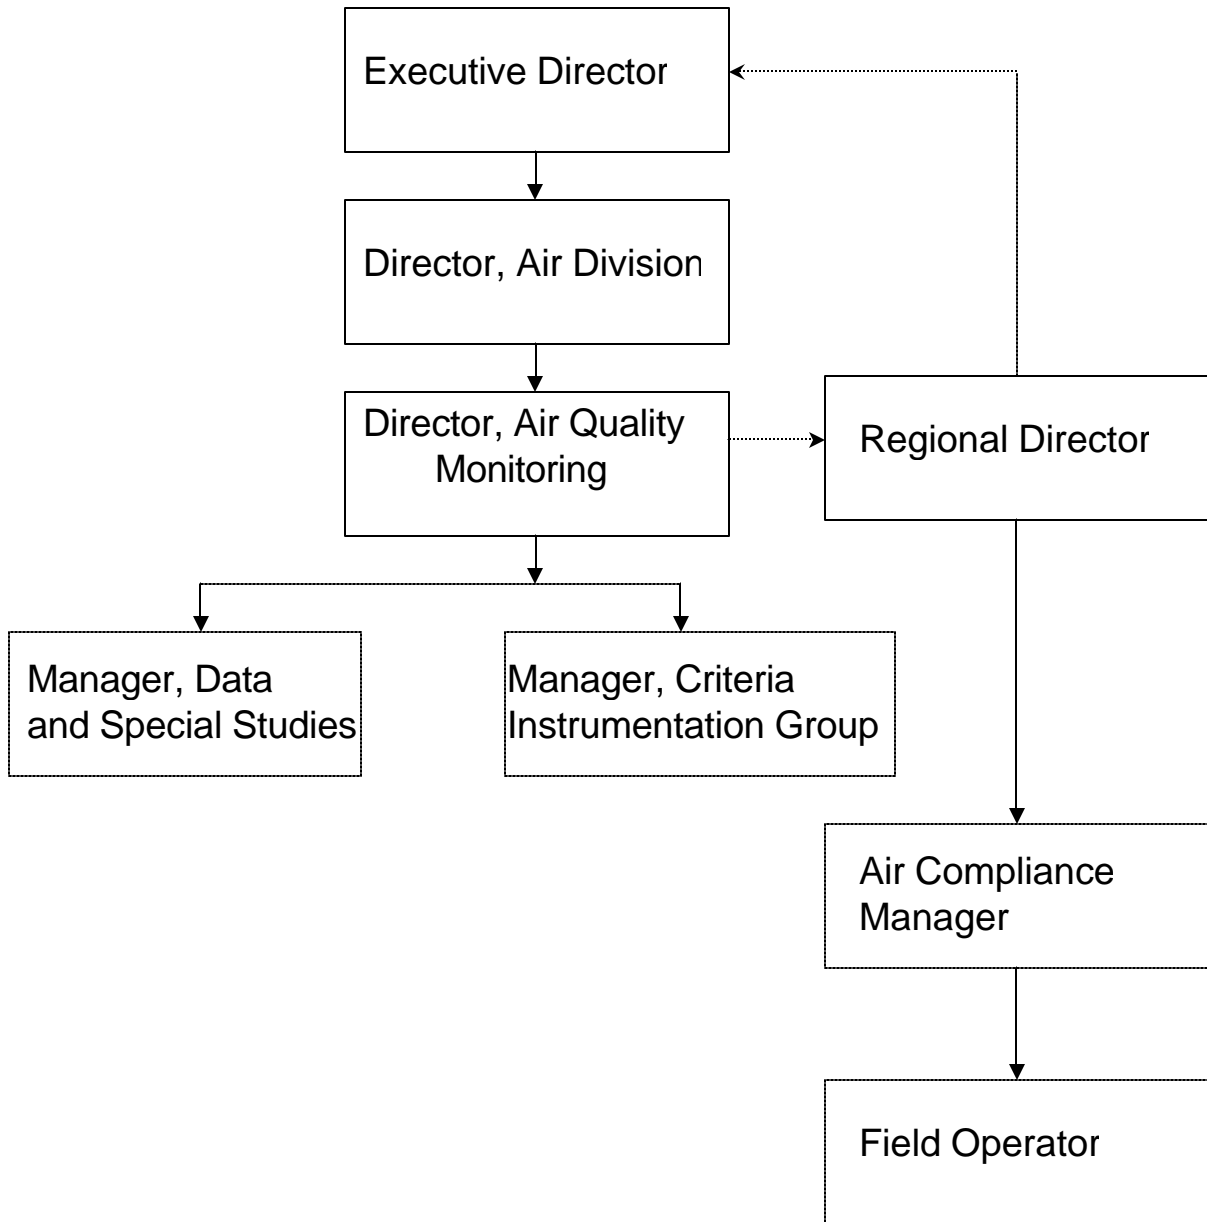 Executive Director
Director, Air Division
Director, Air Quality
Monitoring
Regional Director
Manager, Data
and Special Studies
Manager, Criteria
Instrumentation Group
Air Compliance
Manager
Field Operator